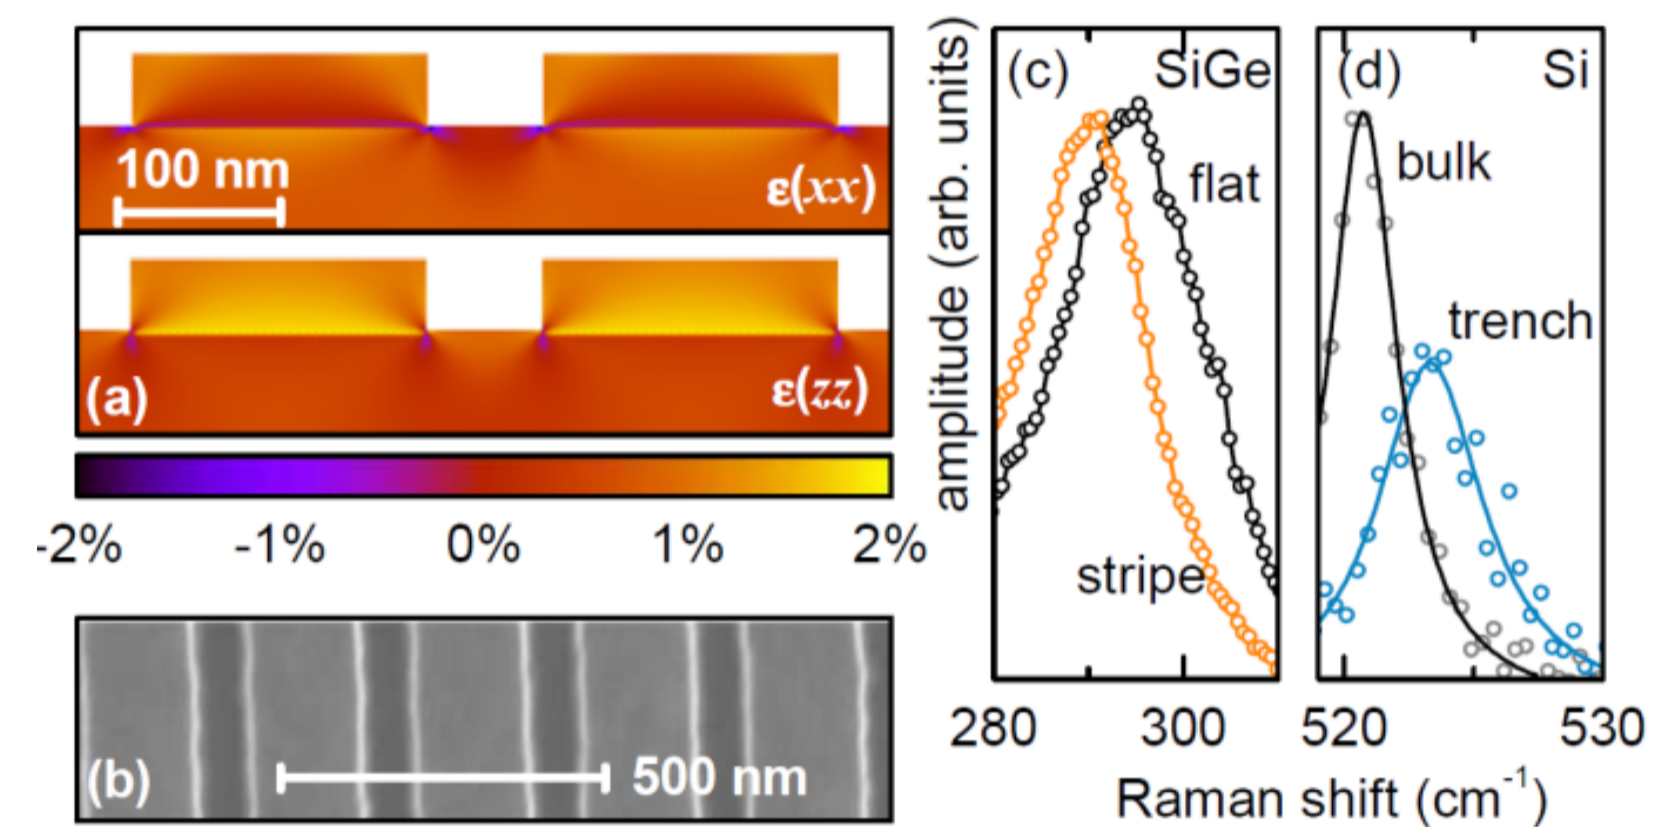 100 nm
ε(xx)
(a)
ε(zz)
-2% -1% 0% 1% 2%
(b)
500 nm
amplitude (arb. units)
(c) SiGe
flat
stripe
(d) Si
bulk
trench
280 300 520 530
Raman shift (cm⁻¹)